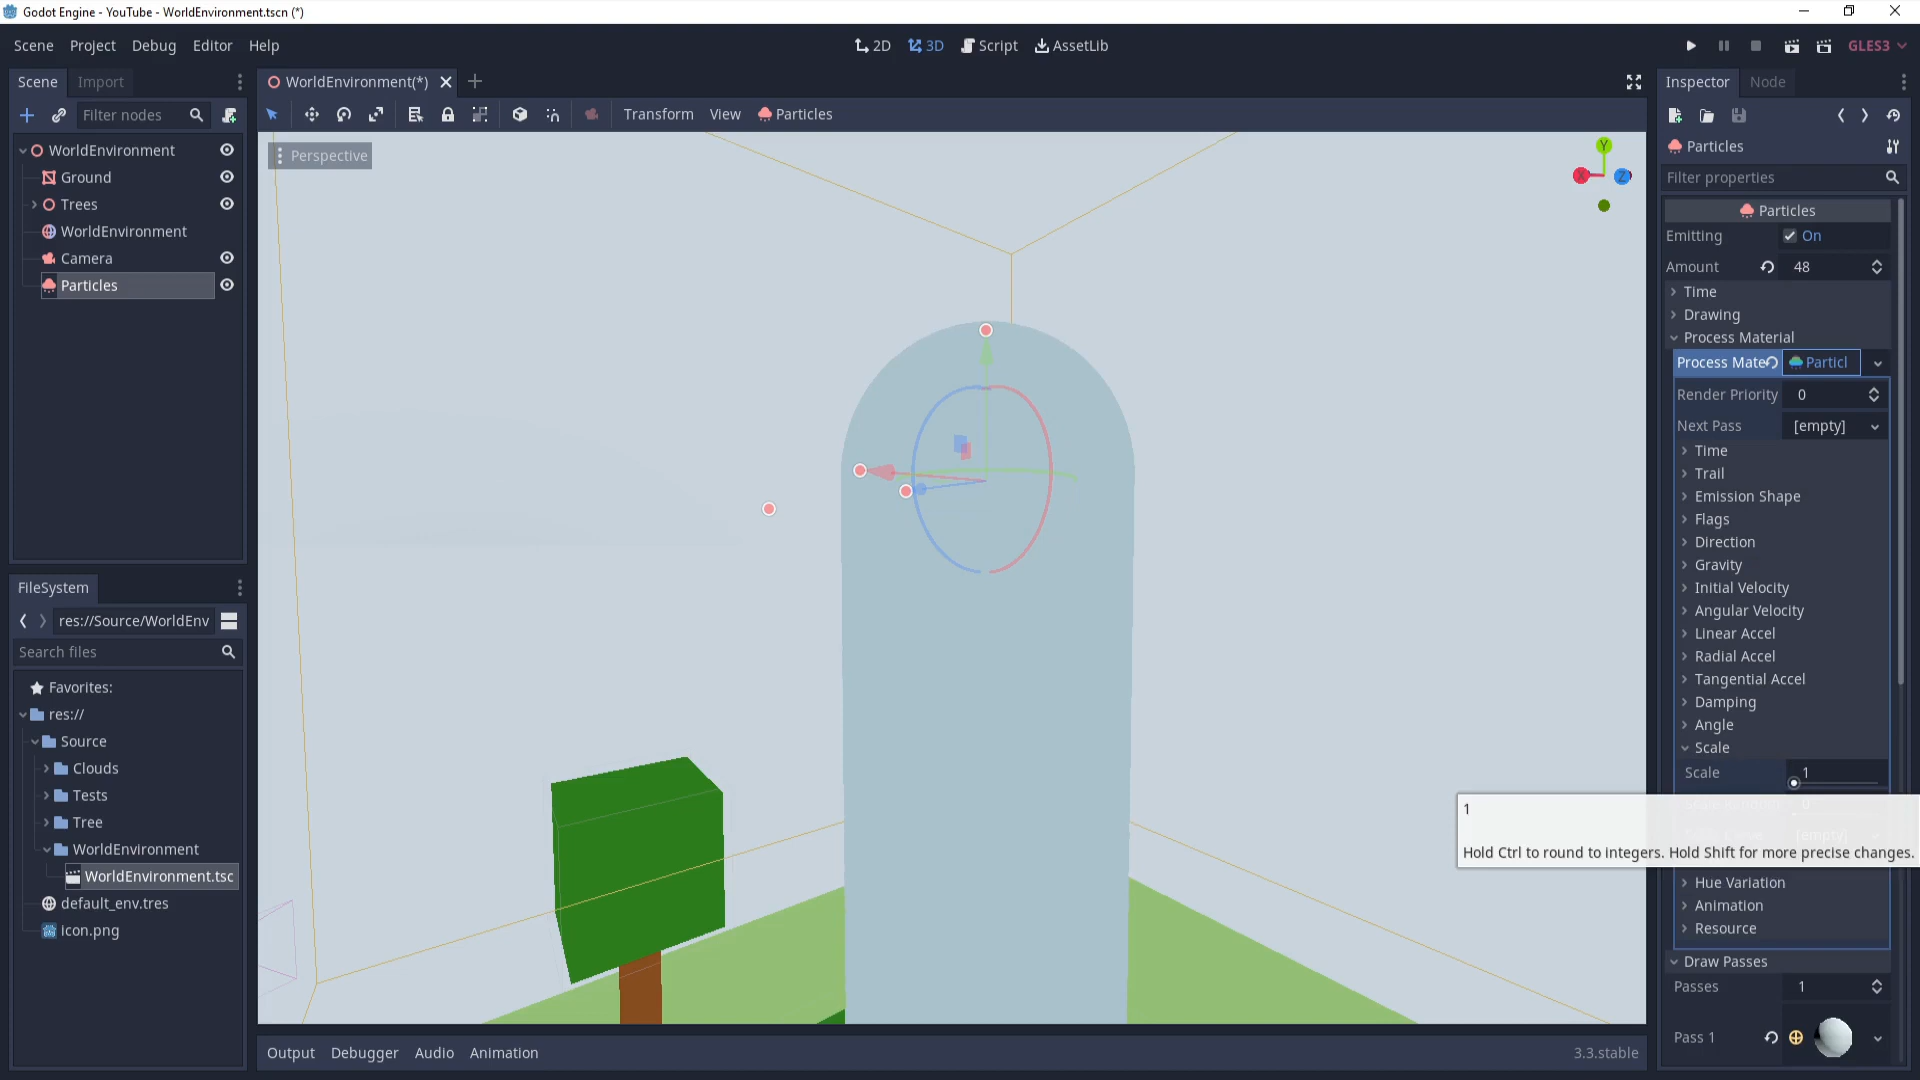 Godot Engine - YouTube - WorldEnvironment.tscn (*)
Scene Project Debug Editor Help
2D 3D Script AssetLib
GLES3
Scene Import
WorldEnvironment(*)
Inspector Node
Filter nodes
Transform View Particles
WorldEnvironment
Ground
Trees
WorldEnvironment
Camera
Particles
Perspective
Y
X
Z
Particles
Filter properties
Particles
Emitting On
Amount 48
Time
Drawing
Process Material
Process Mate Particl
Render Priority 0
Next Pass [empty]
Time
Trail
Emission Shape
Flags
Direction
Gravity
Initial Velocity
Angular Velocity
Linear Accel
Radial Accel
Tangential Accel
Damping
Angle
Scale
Scale 1
1
Hold Ctrl to round to integers. Hold Shift for more precise changes.
Hue Variation
Animation
Resource
Draw Passes
Passes 1
Pass 1
FileSystem
res://Source/WorldEnv
Search files
Favorites:
res://
Source
Clouds
Tests
Tree
WorldEnvironment
WorldEnvironment.tsc
default_env.tres
icon.png
Output Debugger Audio Animation
3.3.stable